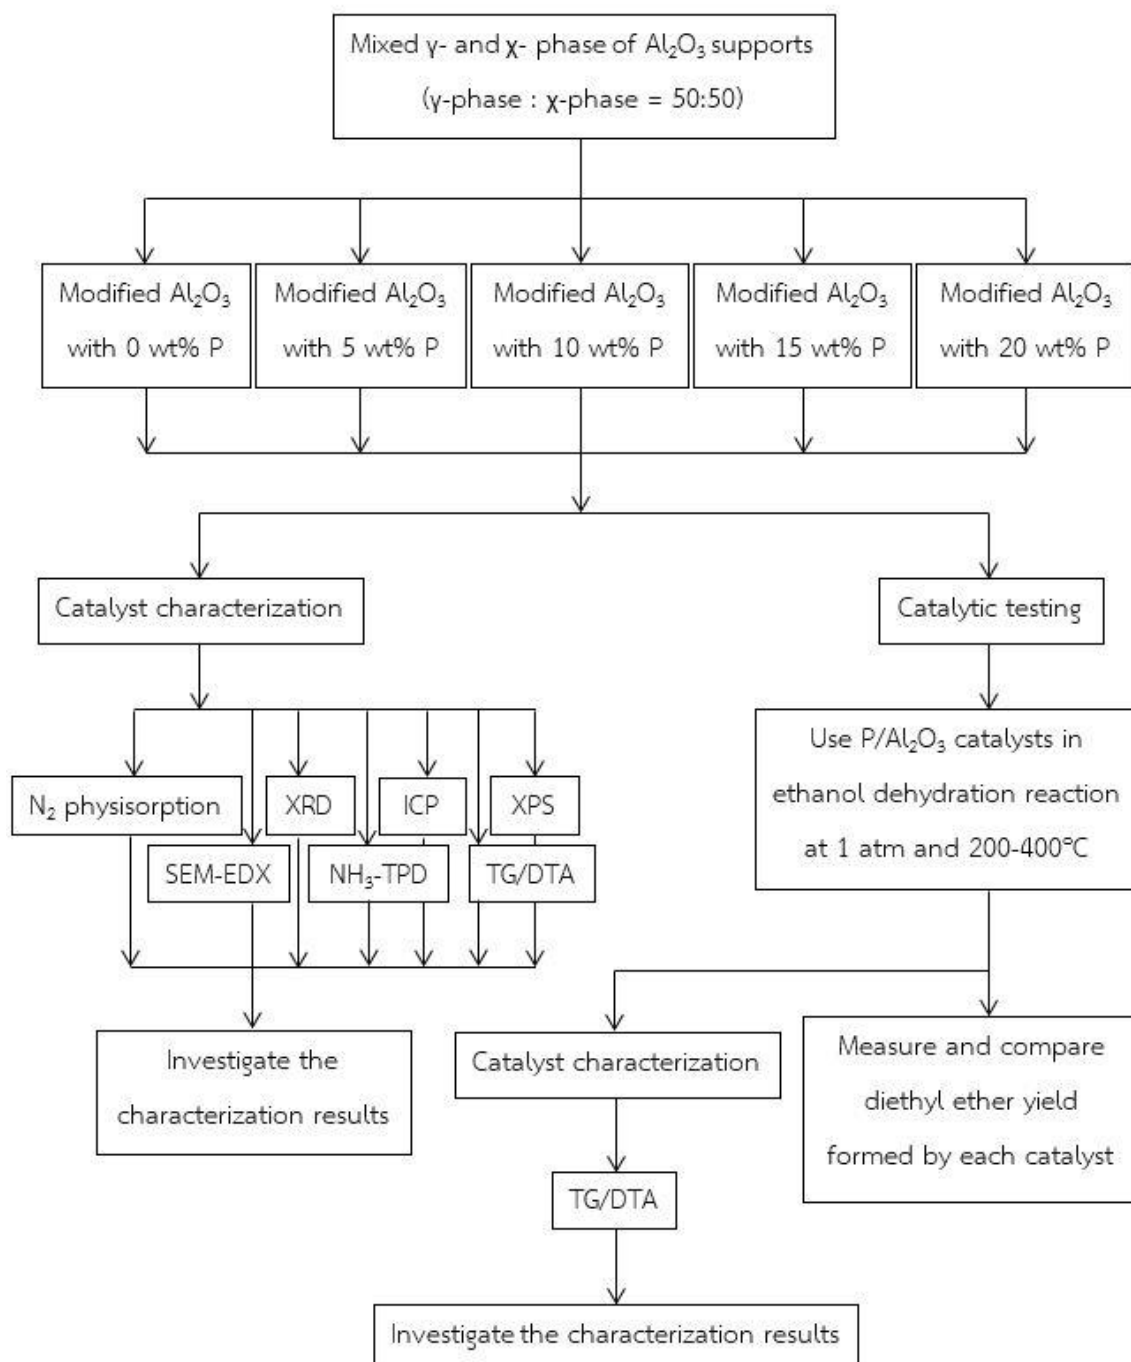 Mixed γ- and χ- phase of Al₂O₃ supports
(γ-phase : χ-phase = 50:50)
Modified Al₂O₃
with 0 wt% P
Modified Al₂O₃
with 5 wt% P
Modified Al₂O₃
with 10 wt% P
Modified Al₂O₃
with 15 wt% P
Modified Al₂O₃
with 20 wt% P
Catalyst characterization
Catalytic testing
N₂ physisorption
XRD
ICP
XPS
SEM-EDX
NH₃-TPD
TG/DTA
Use P/Al₂O₃ catalysts in
ethanol dehydration reaction
at 1 atm and 200-400°C
Investigate the
characterization results
Catalyst characterization
Measure and compare
diethyl ether yield
formed by each catalyst
TG/DTA
Investigate the characterization results